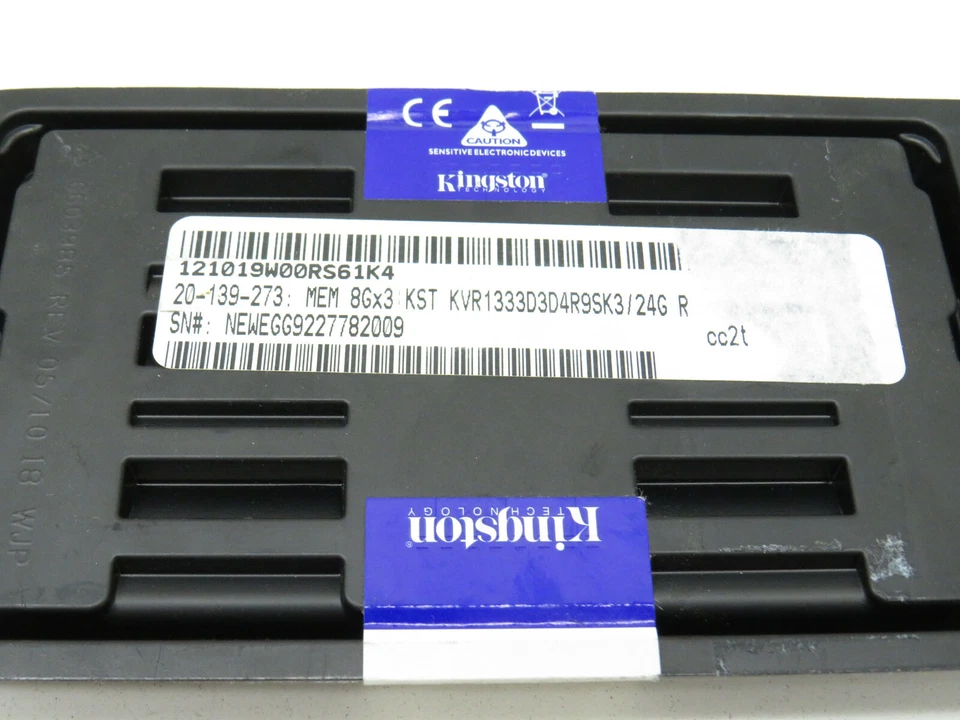 CE
CAUTION
SENSITIVE ELECTRONIC DEVICES
Kingston
TECHNOLOGY
121019W00RS61K4
20-139-273: MEM 8Gx3 KST KVR1333D3D4R9SK3/24G R
SN#: NEWEGG9227782009
cc2t
REV 05/10 18 WJP
Kingston®
TECHNOLOGY